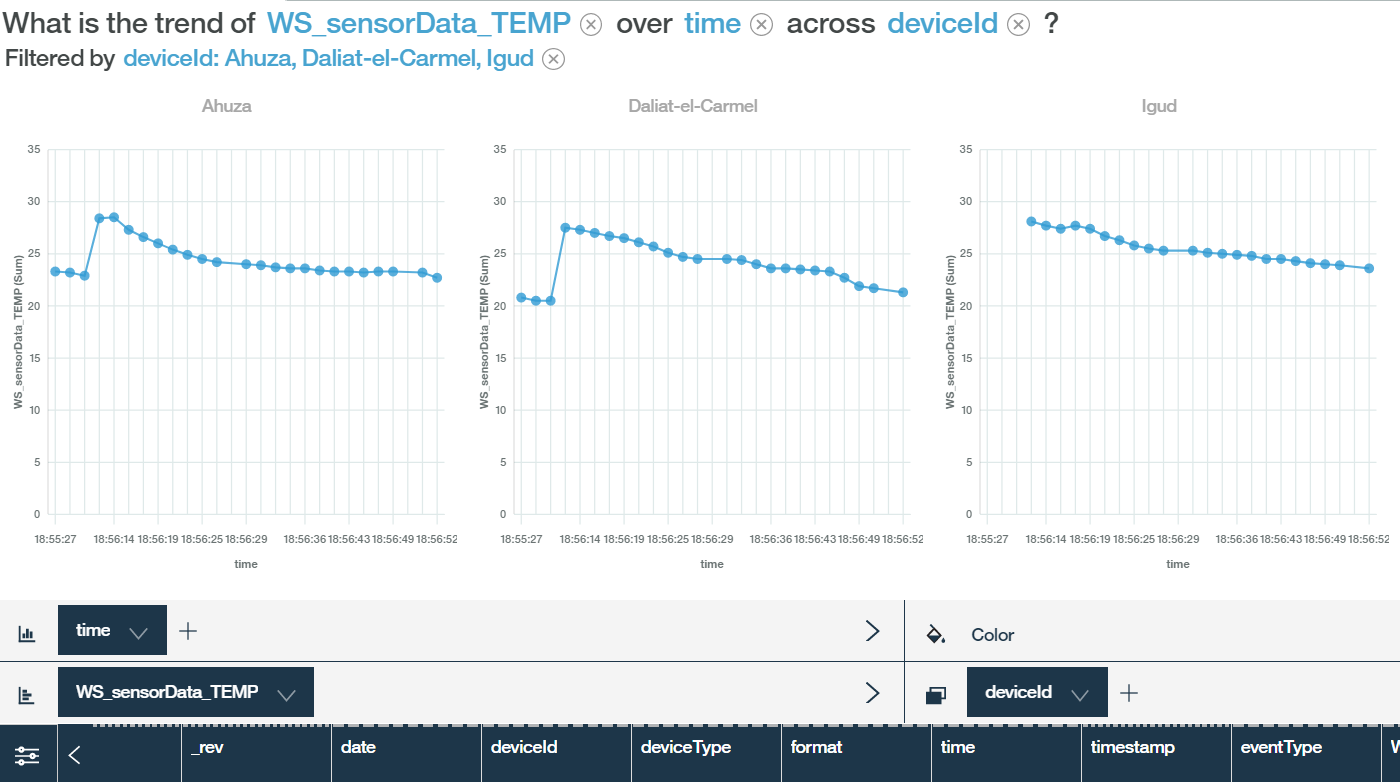 What is the trend of WS_sensorData_TEMP over time across deviceId ?
Filtered by deviceId: Ahuza, Daliat-el-Carmel, Igud
Ahuza
35
30
25
20
15
10
5
0
WS_sensorData_TEMP (Sum)
18:55:27 18:56:14 18:56:19 18:56:25 18:56:29 18:56:36 18:56:43 18:56:49 18:56:52
time
Daliat-el-Carmel
35
30
25
20
15
10
5
0
WS_sensorData_TEMP (Sum)
18:55:27 18:56:14 18:56:19 18:56:25 18:56:29 18:56:36 18:56:43 18:56:49 18:56:52
time
Igud
35
30
25
20
15
10
5
0
WS_sensorData_TEMP (Sum)
18:55:27 18:56:14 18:56:19 18:56:25 18:56:29 18:56:36 18:56:43 18:56:49 18:56:52
time
time
Color
WS_sensorData_TEMP
deviceId
_rev date deviceId deviceType format time timestamp eventType